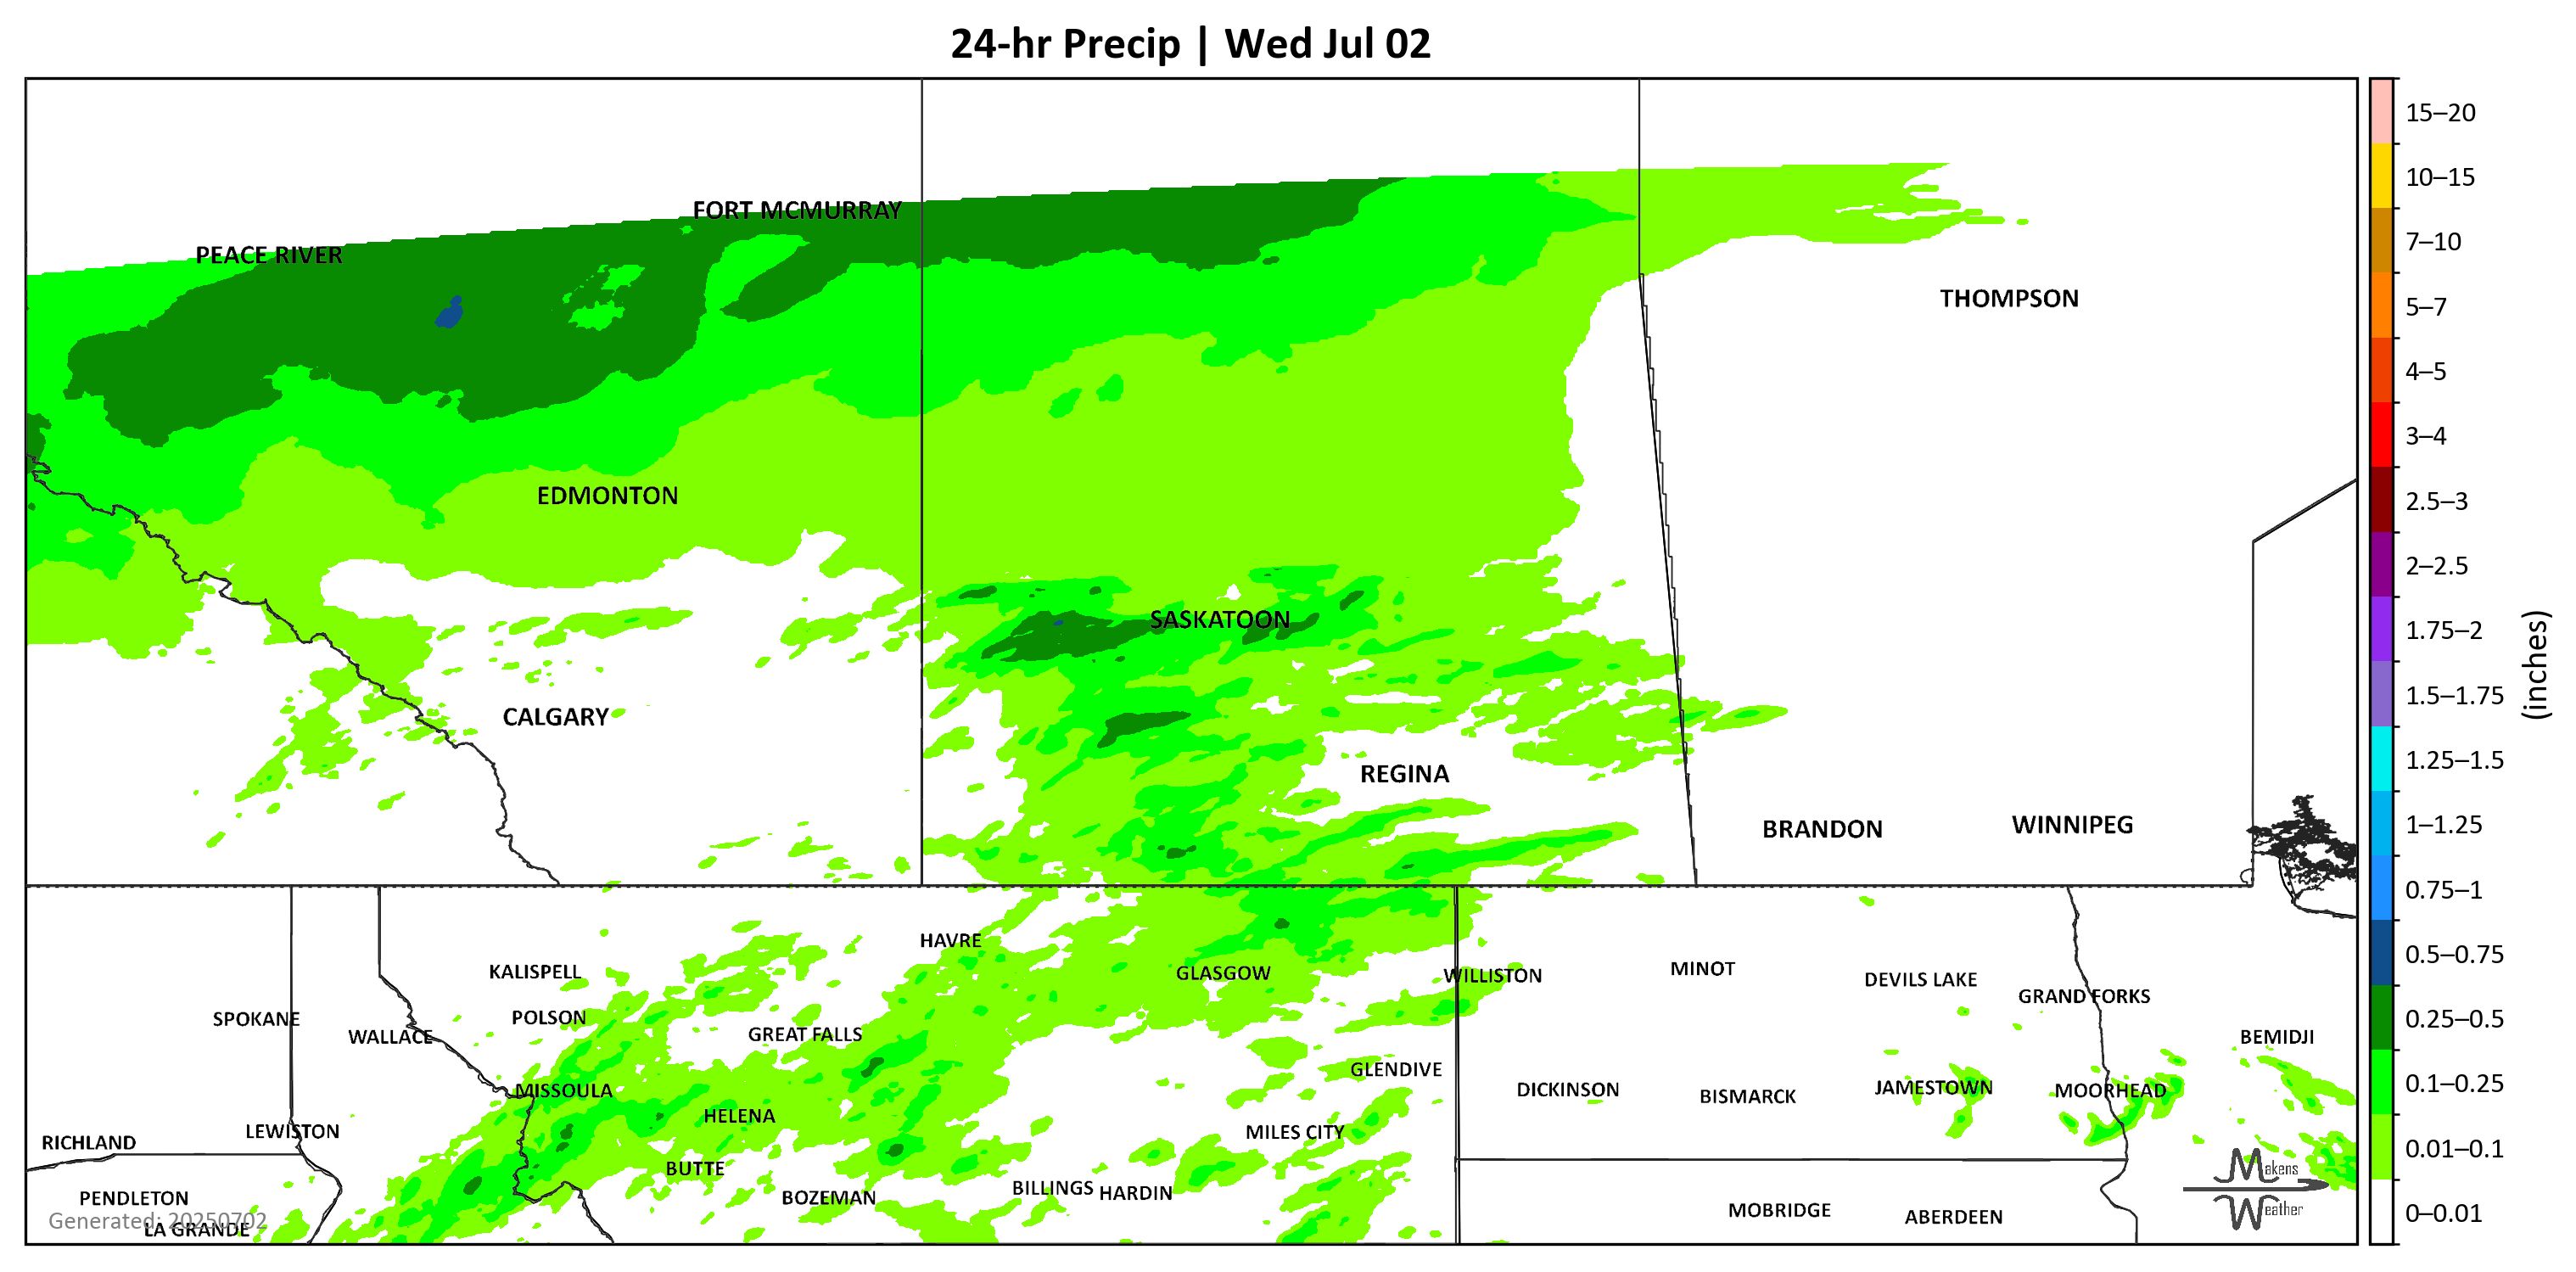 24-hr Precip | Wed Jul 02
FORT MCMURRAY
PEACE RIVER
THOMPSON
EDMONTON
SASKATOON
CALGARY
REGINA
BRANDON
WINNIPEG
HAVRE
KALISPELL
GLASGOW
WILLISTON
MINOT
DEVILS LAKE
GRAND FORKS
SPOKANE
POLSON
WALLACE
GREAT FALLS
BEMIDJI
GLENDIVE
MISSOULA
DICKINSON
BISMARCK
JAMESTOWN
MOORHEAD
HELENA
RICHLAND
LEWISTON
MILES CITY
BUTTE
PENDLETON
BOZEMAN
BILLINGS
HARDIN
MOBRIDGE
ABERDEEN
Generated: 20250702
LA GRANDE
Makens
Weather
15–20
10–15
7–10
5–7
4–5
3–4
2.5–3
2–2.5
1.75–2
1.5–1.75
1.25–1.5
1–1.25
0.75–1
0.5–0.75
0.25–0.5
0.1–0.25
0.01–0.1
0–0.01
(inches)